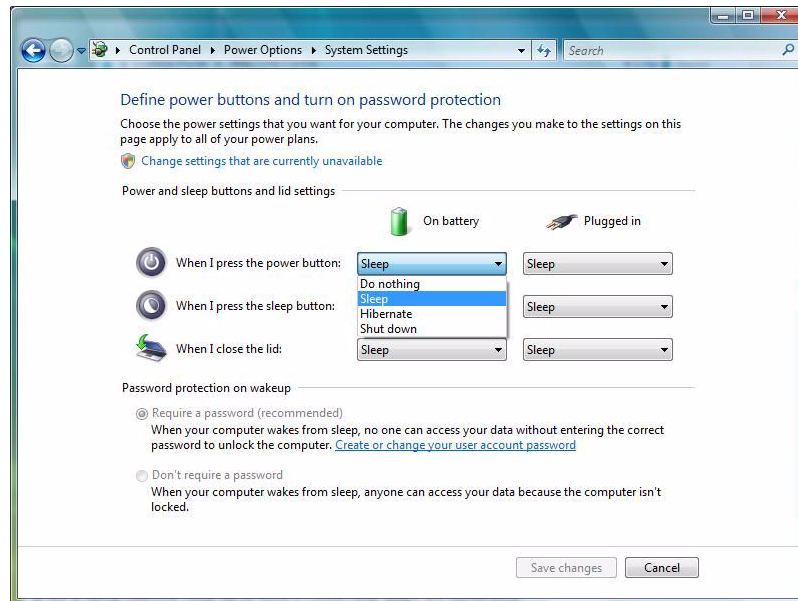 Control Panel Power Options System Settings
Search
Define power buttons and turn on password protection
Choose the power settings that you want for your computer. The changes you make to the settings on this
page apply to all of your power plans.
Change settings that are currently unavailable
Power and sleep buttons and lid settings
On battery Plugged in
When I press the power button: Sleep Sleep
Do nothing
Sleep
When I press the sleep button: Sleep
Hibernate
Shut down
When I close the lid: Sleep Sleep
Password protection on wakeup
Require a password (recommended)
When your computer wakes from sleep, no one can access your data without entering the correct
password to unlock the computer. Create or change your user account password
Don't require a password
When your computer wakes from sleep, anyone can access your data because the computer isn't
locked.
Save changes Cancel